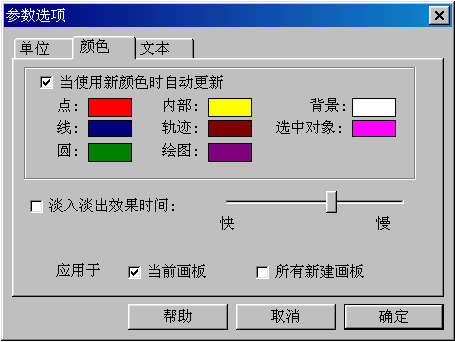 参数选项
单位 颜色 文本
当使用新颜色时自动更新
点: 内部: 背景:
线: 轨迹: 选中对象:
圆: 绘图:
淡入淡出效果时间:
快 慢
应用于 当前画板 所有新建画板
帮助 取消 确定